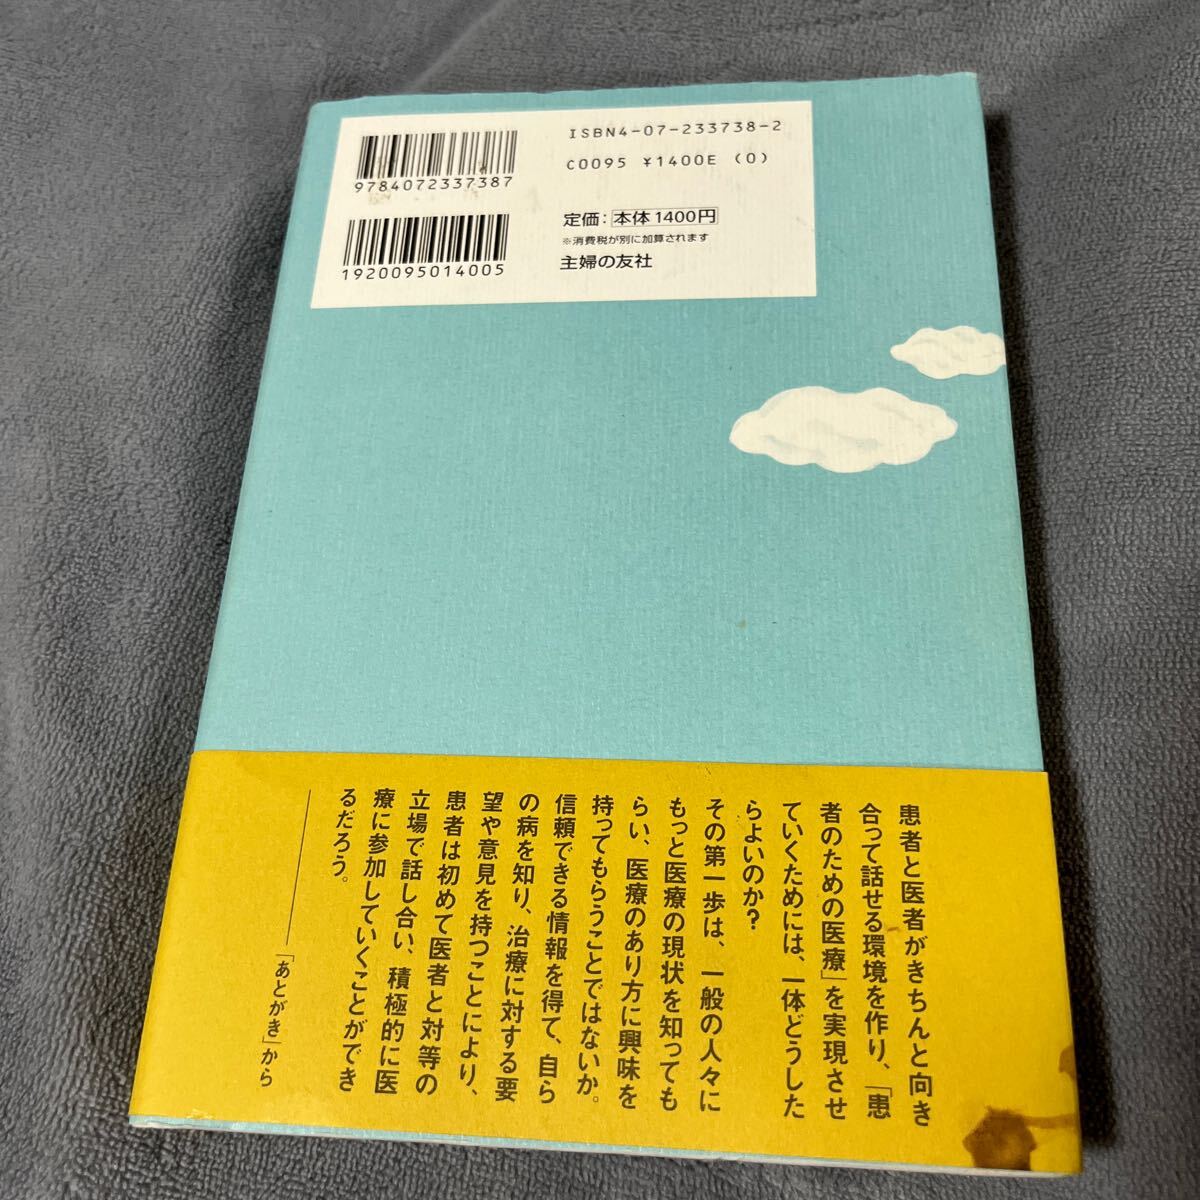 9784072337387
ISBN4-07-233738-2
C0095 ¥1400E (0)
1920095014005
定価：本体1400円
※消費税が別に加算されます
主婦の友社
患者と医者がきちんと向き
合って話せる環境を作り、「患
者のための医療」を実現させ
ていくためには、一体どうした
らよいのか？
その第一歩は、一般の人々に
もっと医療の現状を知っても
らい、医療のあり方に興味を
持ってもらうことではないか。
信頼できる情報を得て、自ら
の病を知り、治療に対する要
望や意見を持つことにより、
患者は初めて医者と対等の
立場で話し合い、積極的に医
療に参加していくことができ
るだろう。
――「あとがき」から